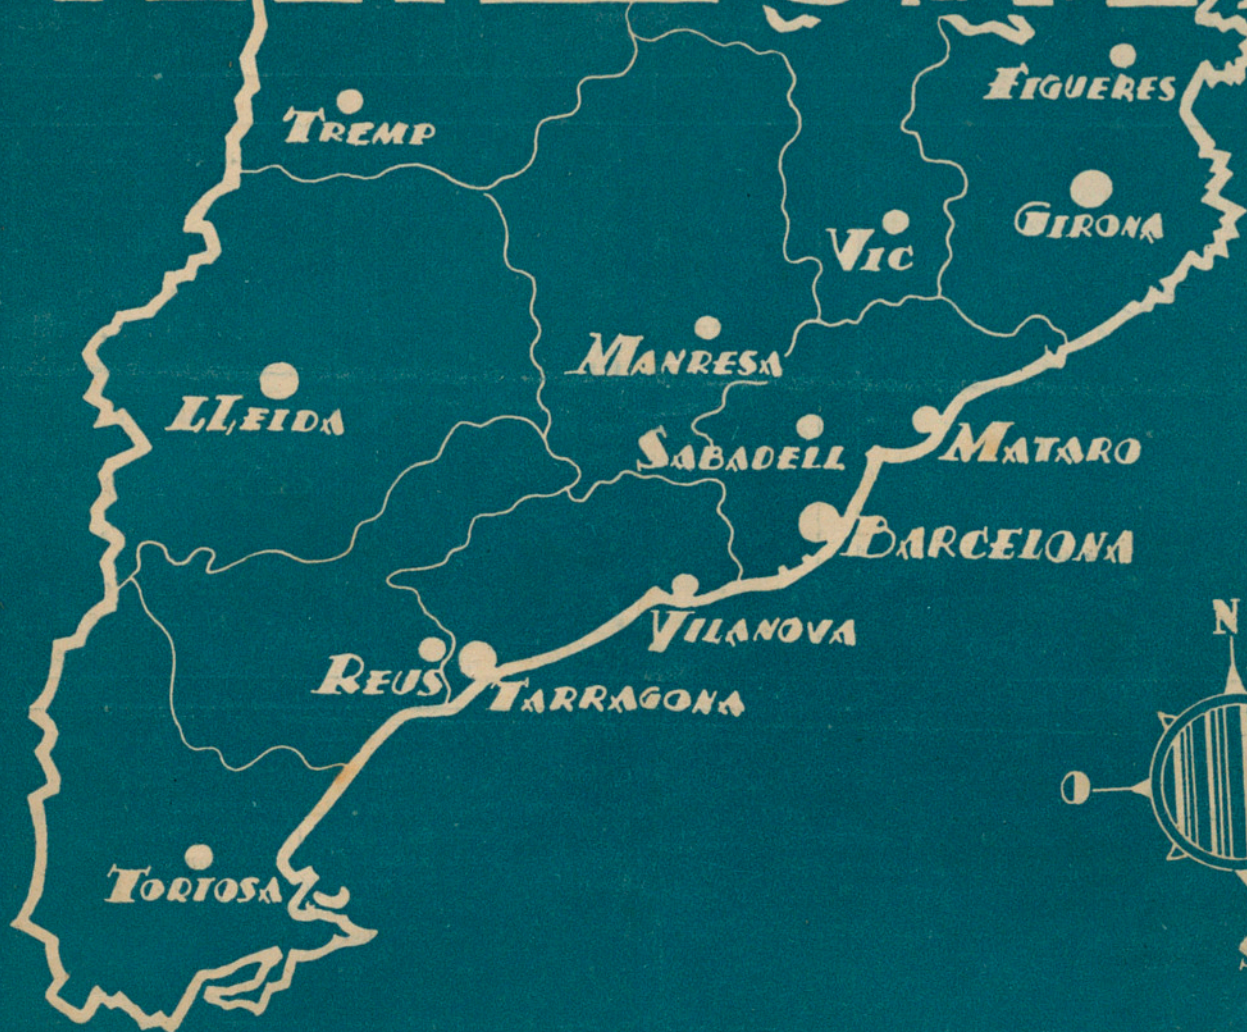 Figueres
Tremp
Girona
Vic
Manresa
Lleida
Sabadell
Mataro
Barcelona
N
Vilanova
Reus
Tarragona
Tortosa